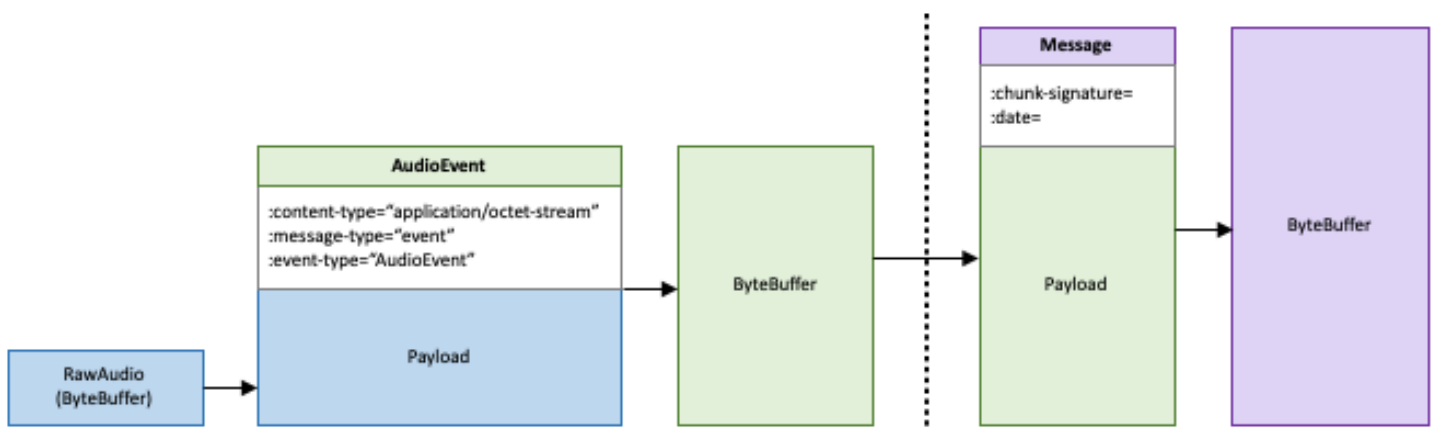 RawAudio
(ByteBuffer)
AudioEvent
:content-type=“application/octet-stream”
:message-type=“event”
:event-type=“AudioEvent”
Payload
ByteBuffer
Message
:chunk-signature=
:date=
Payload
ByteBuffer